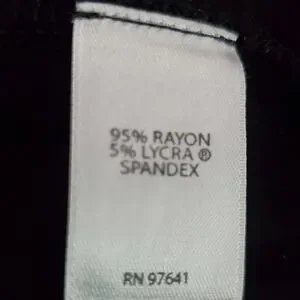 95% RAYON
5% LYCRA ®
SPANDEX
RN 97641